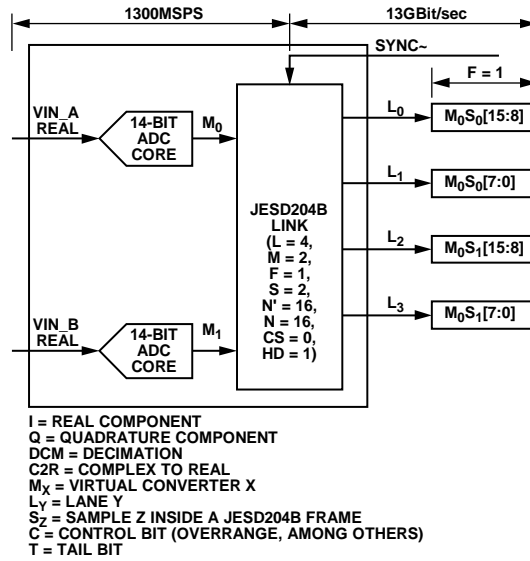 1300MSPS
13GBit/sec
SYNC~
F = 1
VIN_A
REAL
14-BIT
ADC
CORE
M0
L0
M0S0[15:8]
L1
M0S0[7:0]
JESD204B
LINK
(L = 4,
M = 2,
F = 1,
S = 2,
N' = 16,
N = 16,
CS = 0,
HD = 1)
L2
M0S1[15:8]
L3
M0S1[7:0]
VIN_B
REAL
14-BIT
ADC
CORE
M1
I = REAL COMPONENT
Q = QUADRATURE COMPONENT
DCM = DECIMATION
C2R = COMPLEX TO REAL
MX = VIRTUAL CONVERTER X
LY = LANE Y
SZ = SAMPLE Z INSIDE A JESD204B FRAME
C = CONTROL BIT (OVERRANGE, AMONG OTHERS)
T = TAIL BIT